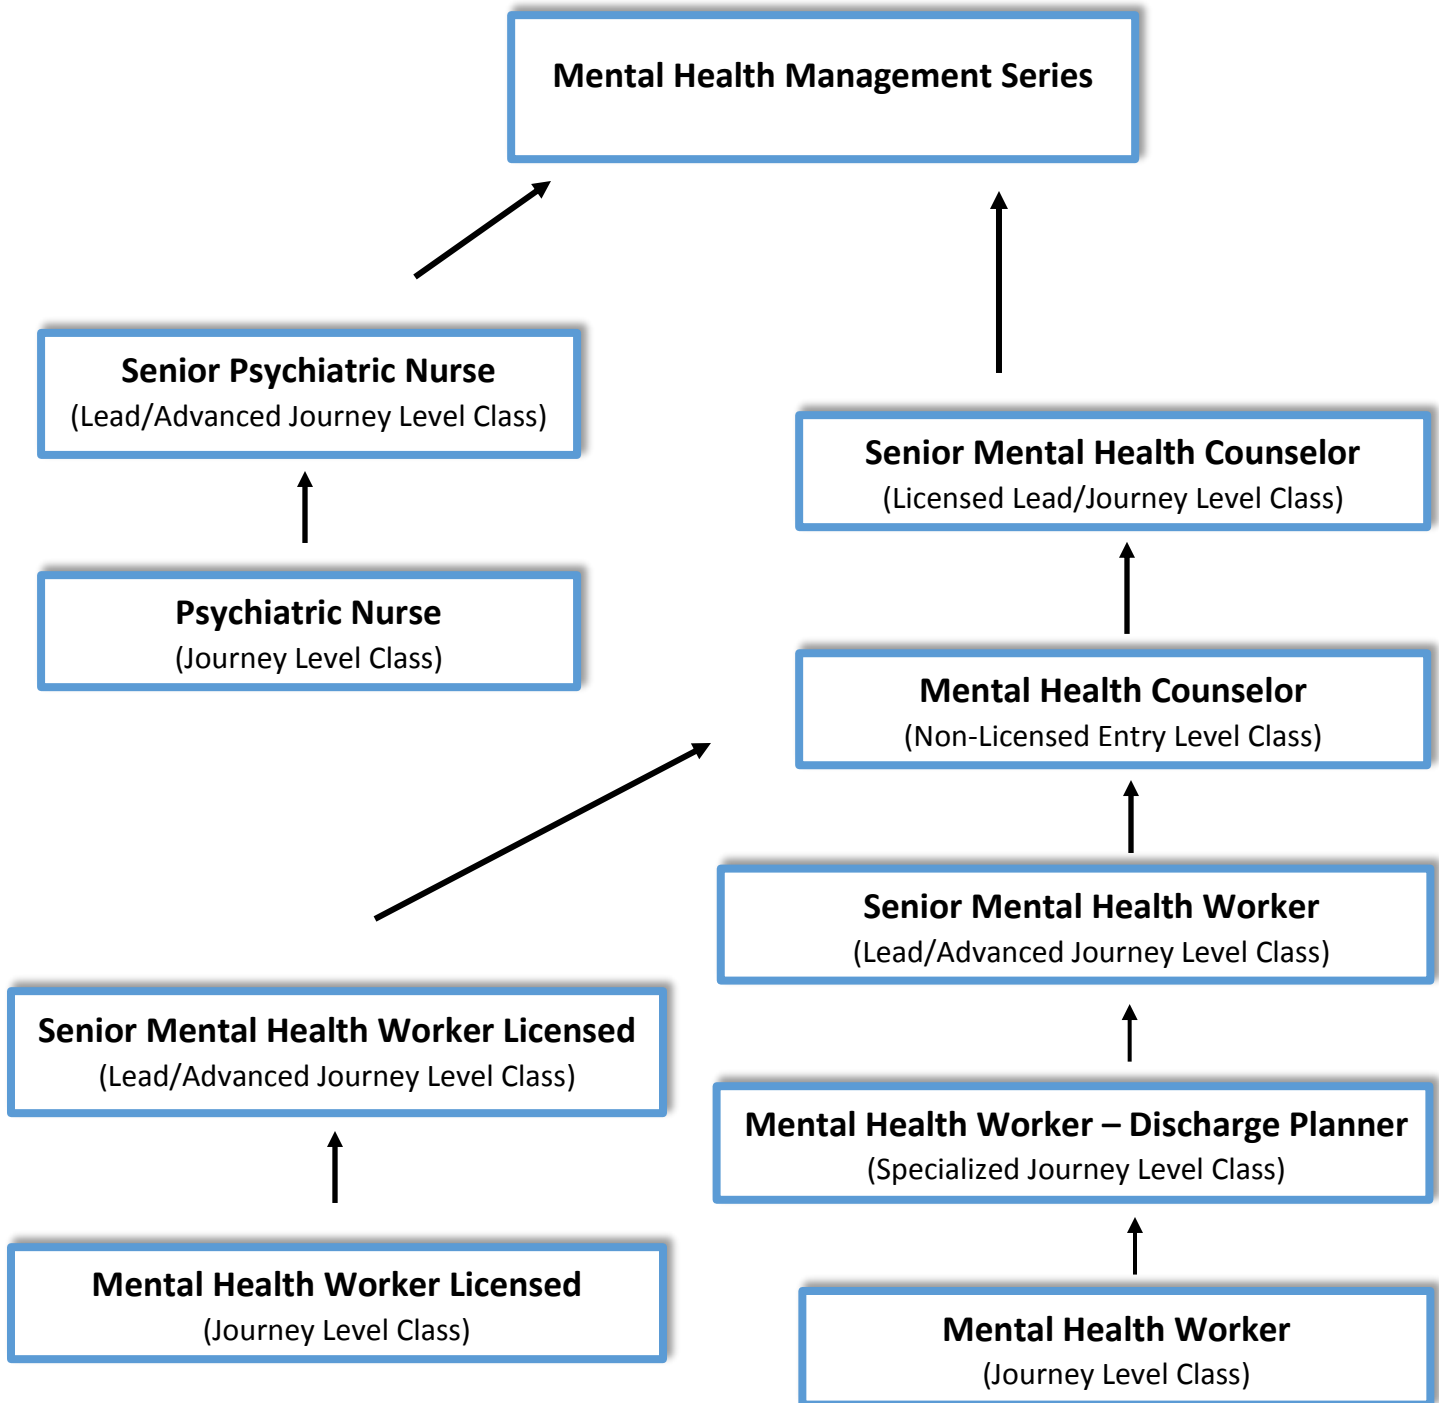 Mental Health Management Series
Senior Psychiatric Nurse
(Lead/Advanced Journey Level Class)
Senior Mental Health Counselor
(Licensed Lead/Journey Level Class)
Psychiatric Nurse
(Journey Level Class)
Mental Health Counselor
(Non-Licensed Entry Level Class)
Senior Mental Health Worker
(Lead/Advanced Journey Level Class)
Senior Mental Health Worker Licensed
(Lead/Advanced Journey Level Class)
Mental Health Worker – Discharge Planner
(Specialized Journey Level Class)
Mental Health Worker Licensed
(Journey Level Class)
Mental Health Worker
(Journey Level Class)